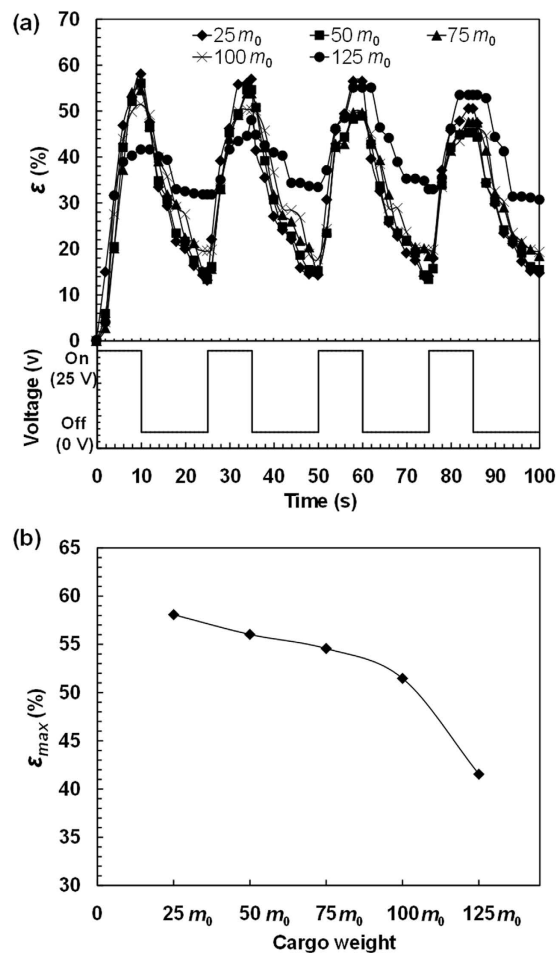 (a)
25 m₀ 50 m₀ 75 m₀
100 m₀ 125 m₀
70
60
50
40
30
20
10
0
ε (%)
On
(25 V)
Off
(0 V)
Voltage (v)
0 10 20 30 40 50 60 70 80 90 100
Time (s)
(b)
65
60
55
50
45
40
35
30
εmax (%)
0 25 m₀ 50 m₀ 75 m₀ 100 m₀ 125 m₀
Cargo weight